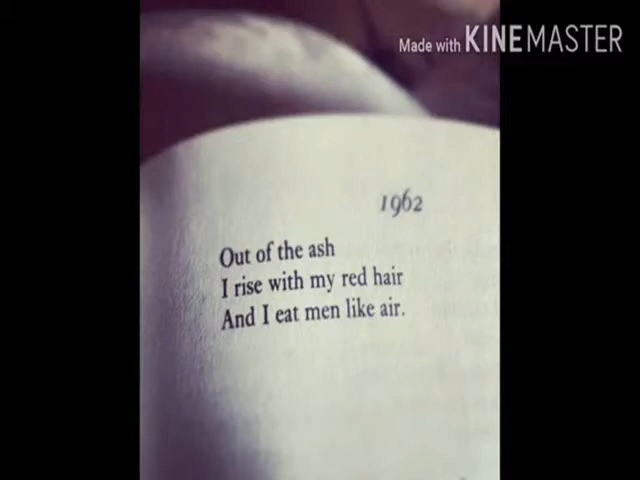 Made with KINEMASTER
1962
Out of the ash
I rise with my red hair
And I eat men like air.